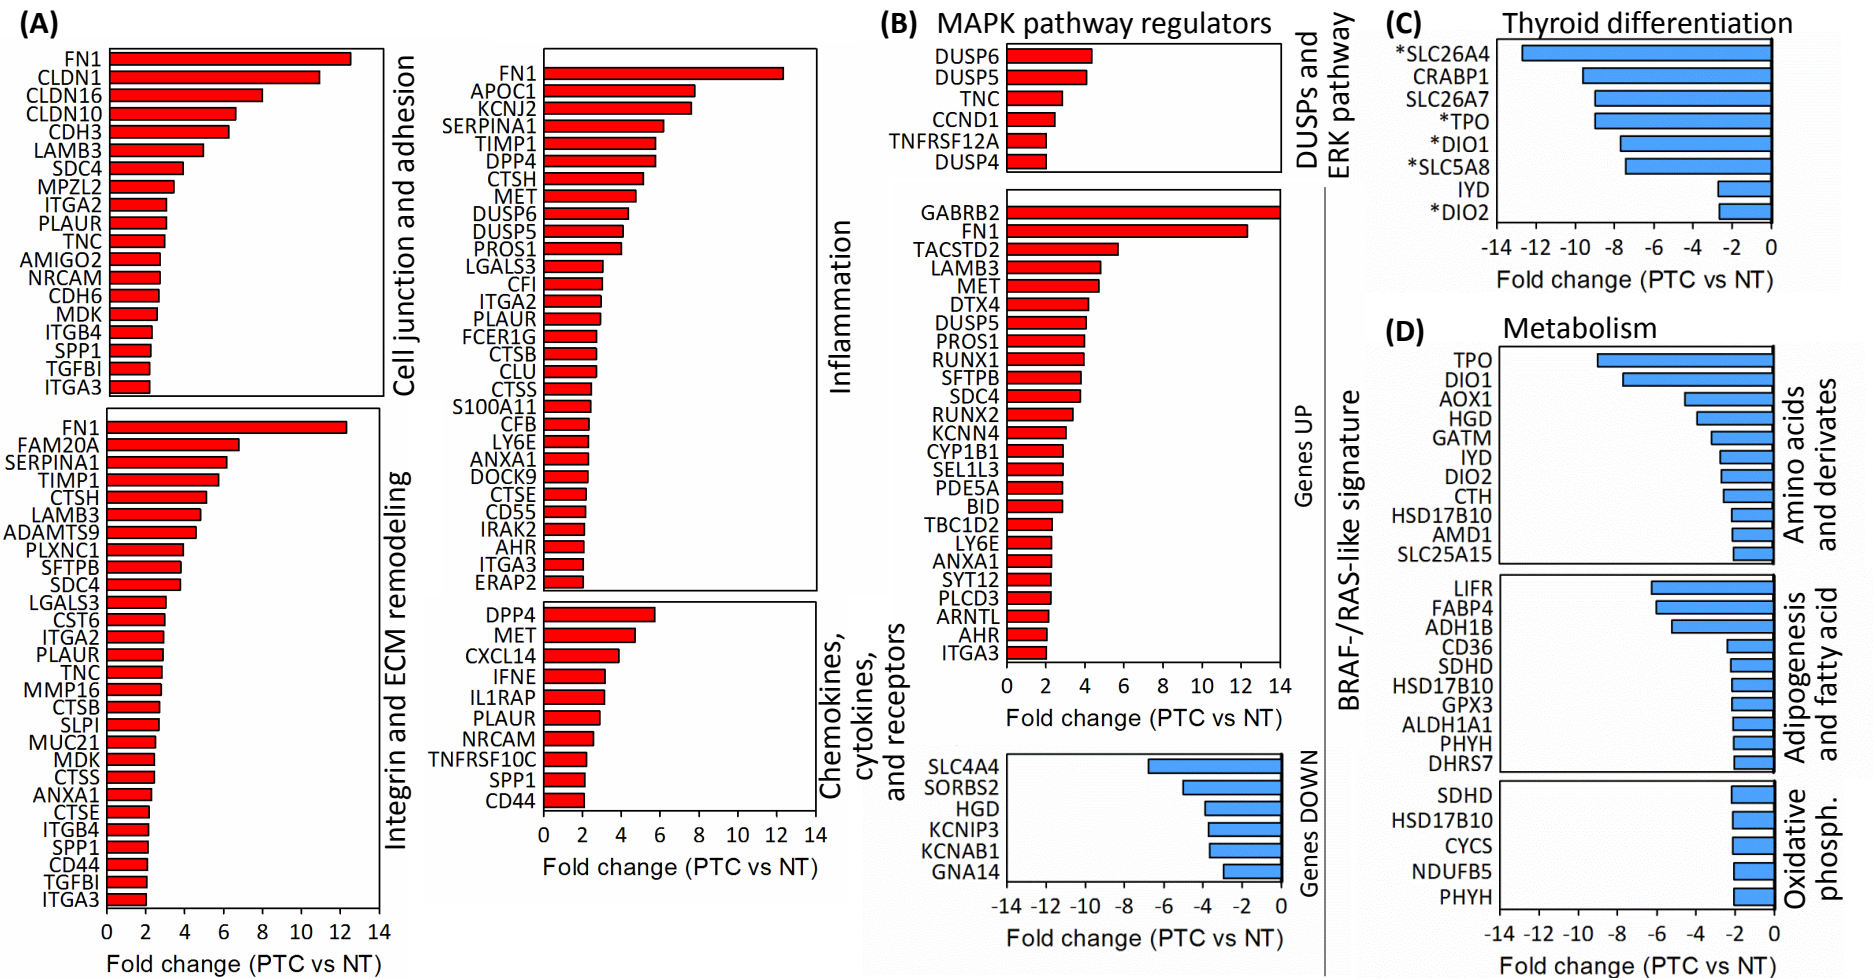 (A)
FN1
CLDN1
CLDN16
CLDN10
CDH3
LAMB3
SDC4
MPZL2
ITGA2
PLAUR
TNC
AMIGO2
NRCAM
CDH6
MDK
ITGB4
SPP1
TGFBI
ITGA3
Cell junction and adhesion
FN1
FAM20A
SERPINA1
TIMP1
CTSH
LAMB3
ADAMTS9
PLXNC1
SFTPB
SDC4
LGALS3
CST6
ITGA2
PLAUR
TNC
MMP16
CTSB
SLPI
MUC21
MDK
CTSS
ANXA1
CTSE
ITGB4
SPP1
CD44
TGFBI
ITGA3
Integrin and ECM remodeling
0 2 4 6 8 10 12 14
Fold change (PTC vs NT)
FN1
APOC1
KCNJ2
SERPINA1
TIMP1
DPP4
CTSH
MET
DUSP6
DUSP5
PROS1
LGALS3
CFI
ITGA2
PLAUR
FCER1G
CTSB
CLU
CTSS
S100A11
CFB
LY6E
ANXA1
DOCK9
CTSE
CD55
IRAK2
AHR
ITGA3
ERAP2
Inflammation
DPP4
MET
CXCL14
IFNE
IL1RAP
PLAUR
NRCAM
TNFRSF10C
SPP1
CD44
Chemokines,
cytokines,
and receptors
0 2 4 6 8 10 12 14
Fold change (PTC vs NT)
(B) MAPK pathway regulators
DUSP6
DUSP5
TNC
CCND1
TNFRSF12A
DUSP4
DUSPs and
ERK pathway
GABRB2
FN1
TACSTD2
LAMB3
MET
DTX4
DUSP5
PROS1
RUNX1
SFTPB
SDC4
RUNX2
KCNN4
CYP1B1
SEL1L3
PDE5A
BID
TBC1D2
LY6E
ANXA1
SYT12
PLCD3
ARNTL
AHR
ITGA3
Genes UP
0 2 4 6 8 10 12 14
Fold change (PTC vs NT)
BRAF-/RAS-like signature
SLC4A4
SORBS2
HGD
KCNIP3
KCNAB1
GNA14
Genes DOWN
-14 -12 -10 -8 -6 -4 -2 0
Fold change (PTC vs NT)
(C) Thyroid differentiation
*SLC26A4
CRABP1
SLC26A7
*TPO
*DIO1
*SLC5A8
IYD
*DIO2
-14 -12 -10 -8 -6 -4 -2 0
Fold change (PTC vs NT)
(D) Metabolism
TPO
DIO1
AOX1
HGD
GATM
IYD
DIO2
CTH
HSD17B10
AMD1
SLC25A15
Amino acids
and derivates
LIFR
FABP4
ADH1B
CD36
SDHD
HSD17B10
GPX3
ALDH1A1
PHYH
DHRS7
Adipogenesis
and fatty acid
SDHD
HSD17B10
CYCS
NDUFB5
PHYH
Oxidative
phosph.
-14 -12 -10 -8 -6 -4 -2 0
Fold change (PTC vs NT)